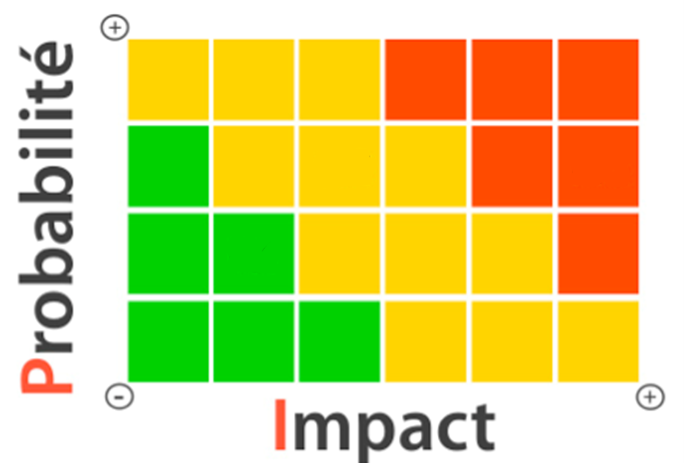 +
Probabilité
-
+
Impact